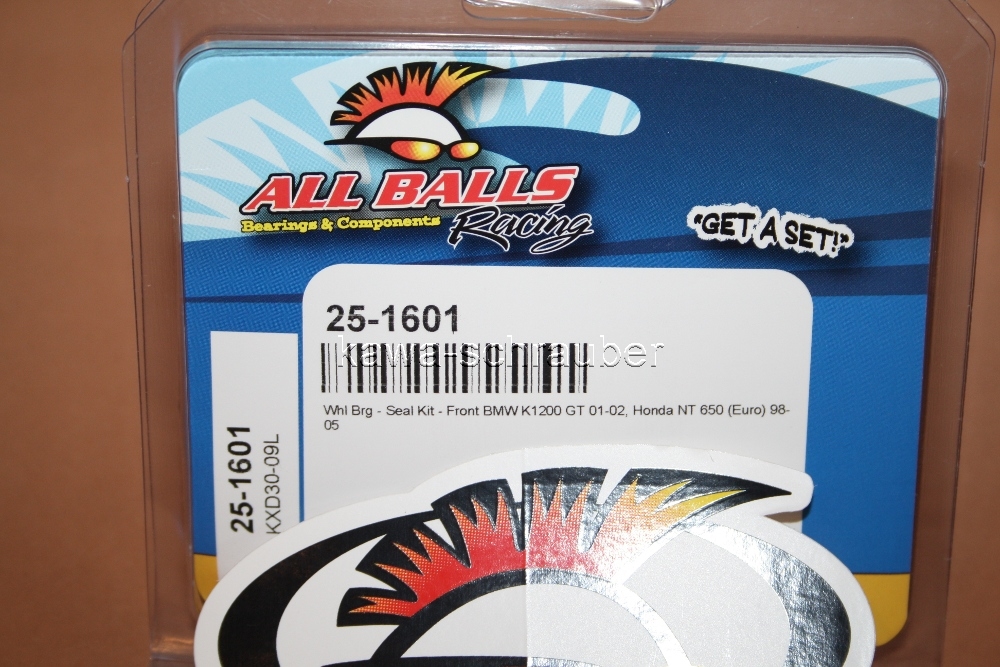 ALL BALLS
Bearings & Components
Racing
"GET A SET!"
25-1601
kawa-schrauber
Whl Brg - Seal Kit - Front BMW K1200 GT 01-02, Honda NT 650 (Euro) 98-
05
25-1601
KXD30-09L